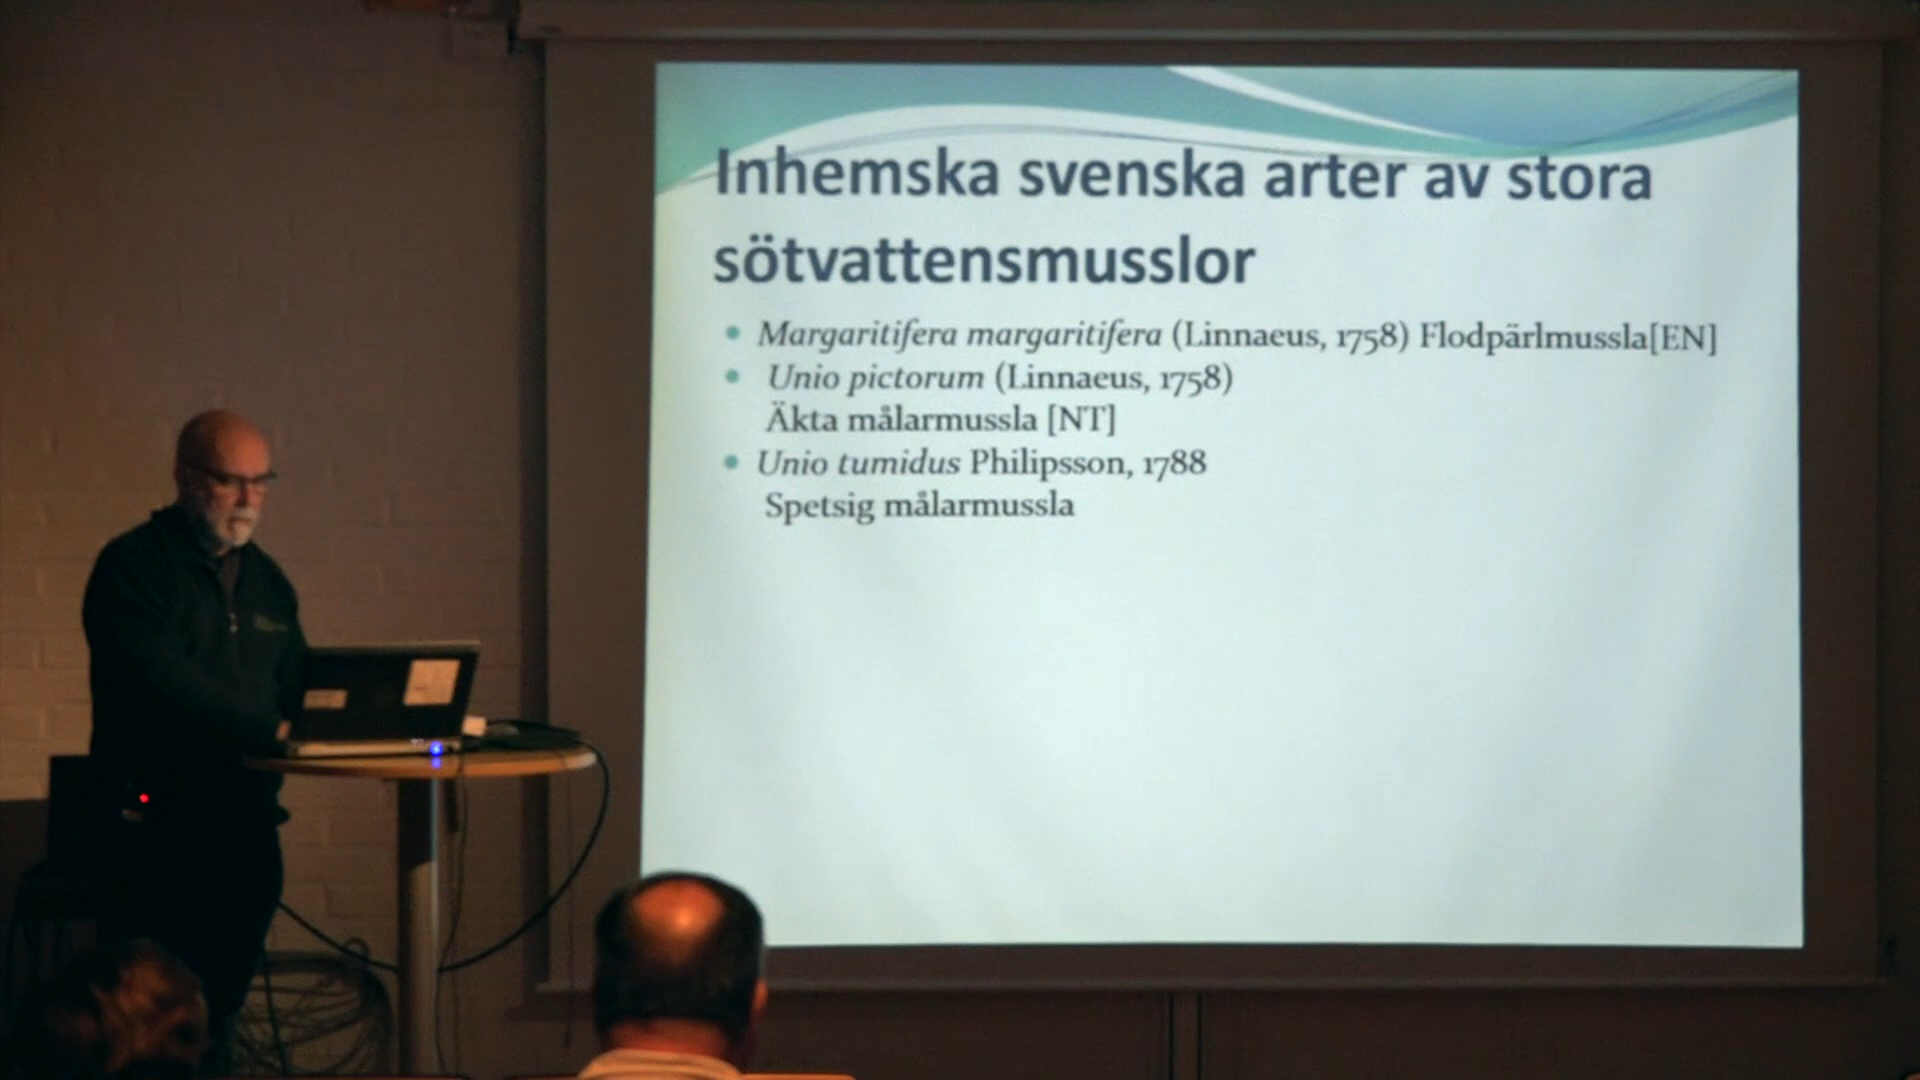 Inhemska svenska arter av stora
sötvattensmusslor
• Margaritifera margaritifera (Linnaeus, 1758) Flodpärlmussla[EN]
• Unio pictorum (Linnaeus, 1758)
Äkta målarmussla [NT]
• Unio tumidus Philipsson, 1788
Spetsig målarmussla